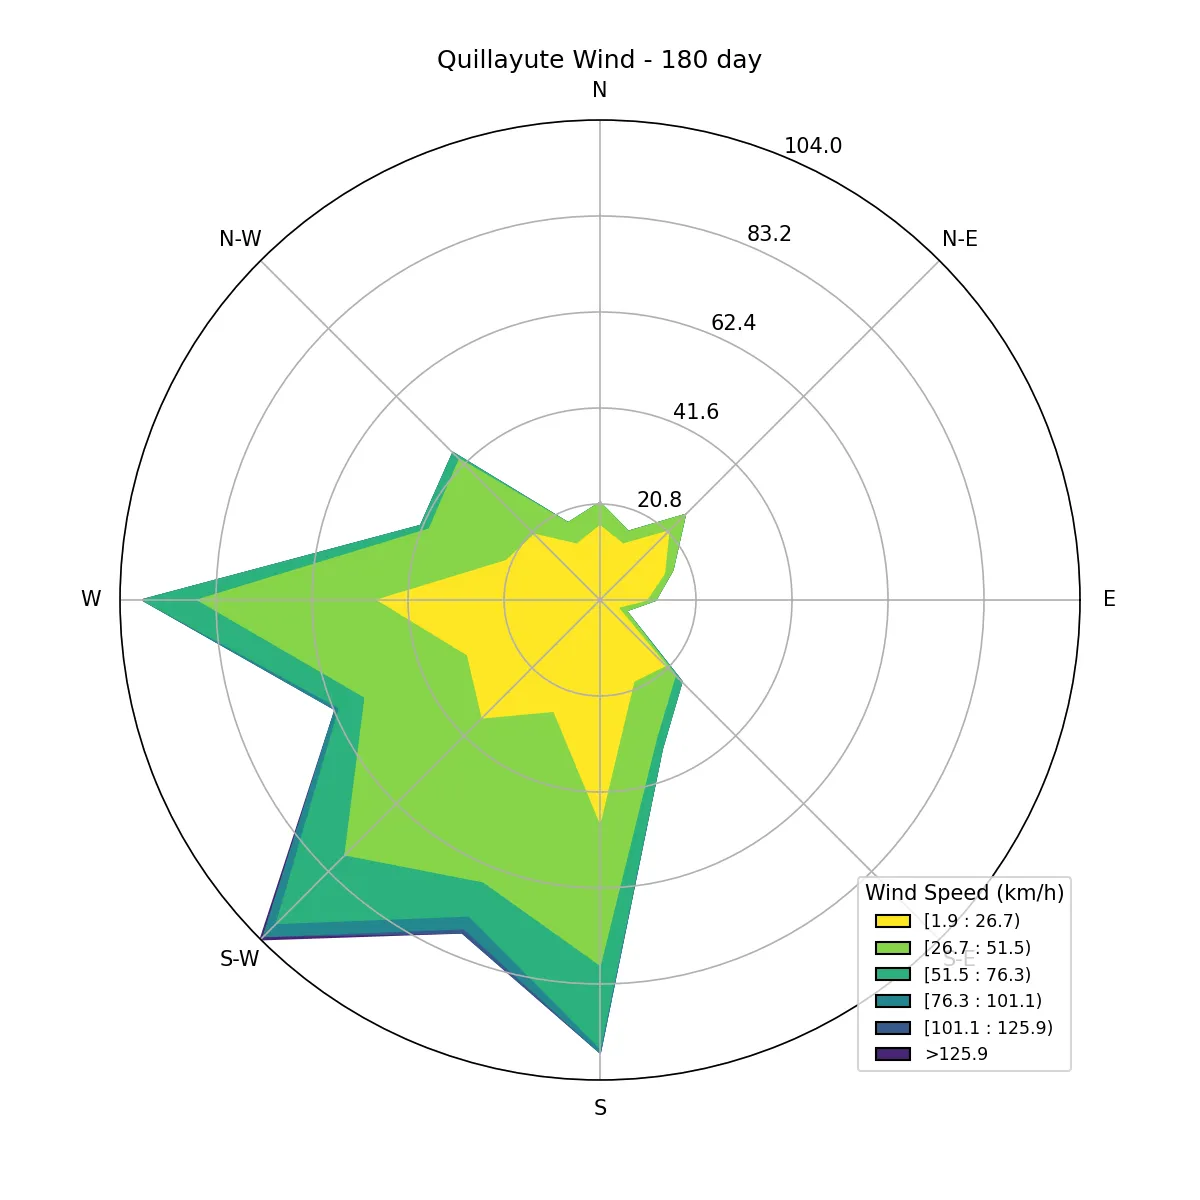 Quillayute Wind - 180 day
N
104.0
N-W
83.2
N-E
62.4
41.6
20.8
W
E
S-W
S-E
S
Wind Speed (km/h)
[1.9 : 26.7)
[26.7 : 51.5)
[51.5 : 76.3)
[76.3 : 101.1)
[101.1 : 125.9)
>125.9